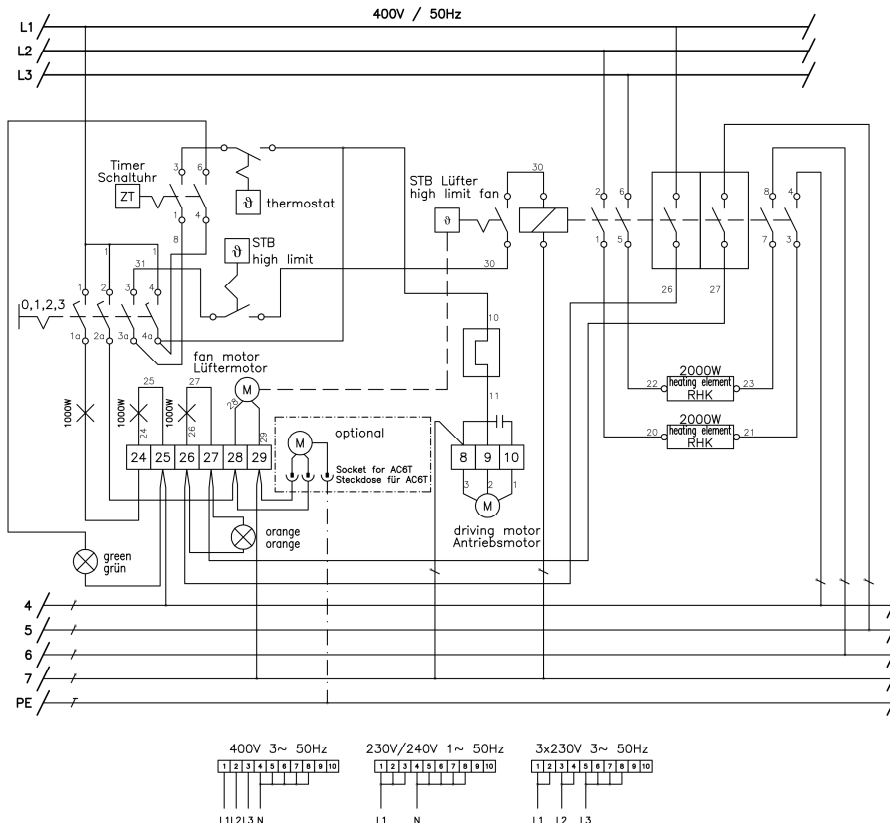 400V / 50Hz
L1
L2
L3
Timer
Schaltuhr
ZT
3
6
1
4
8
ϑ thermostat
ϑ STB
high limit
31
STB Lüfter
high limit fan
ϑ
30
30
2
6
1
5
26
27
8
4
7
3
0,1,2,3
1
1
1
2
3
4
1a
2a
3a
4a
10
11
fan motor
Lüftermotor
M
28
29
1000W
1000W
1000W
25
24
27
26
24 25 26 27 28 29
optional
M
Socket for AC6T
Steckdose für AC6T
8 9 10
3
2
1
M
driving motor
Antriebsmotor
2000W
22 heating element 23
RHK
2000W
20 heating element 21
RHK
orange
orange
green
grün
4
5
6
7
PE
400V 3~ 50Hz
1 2 3 4 5 6 7 8 9 10
L1 L2 L3 N
230V/240V 1~ 50Hz
1 2 3 4 5 6 7 8 9 10
L1 N
3x230V 3~ 50Hz
1 2 3 4 5 6 7 8 9 10
L1 L2 L3